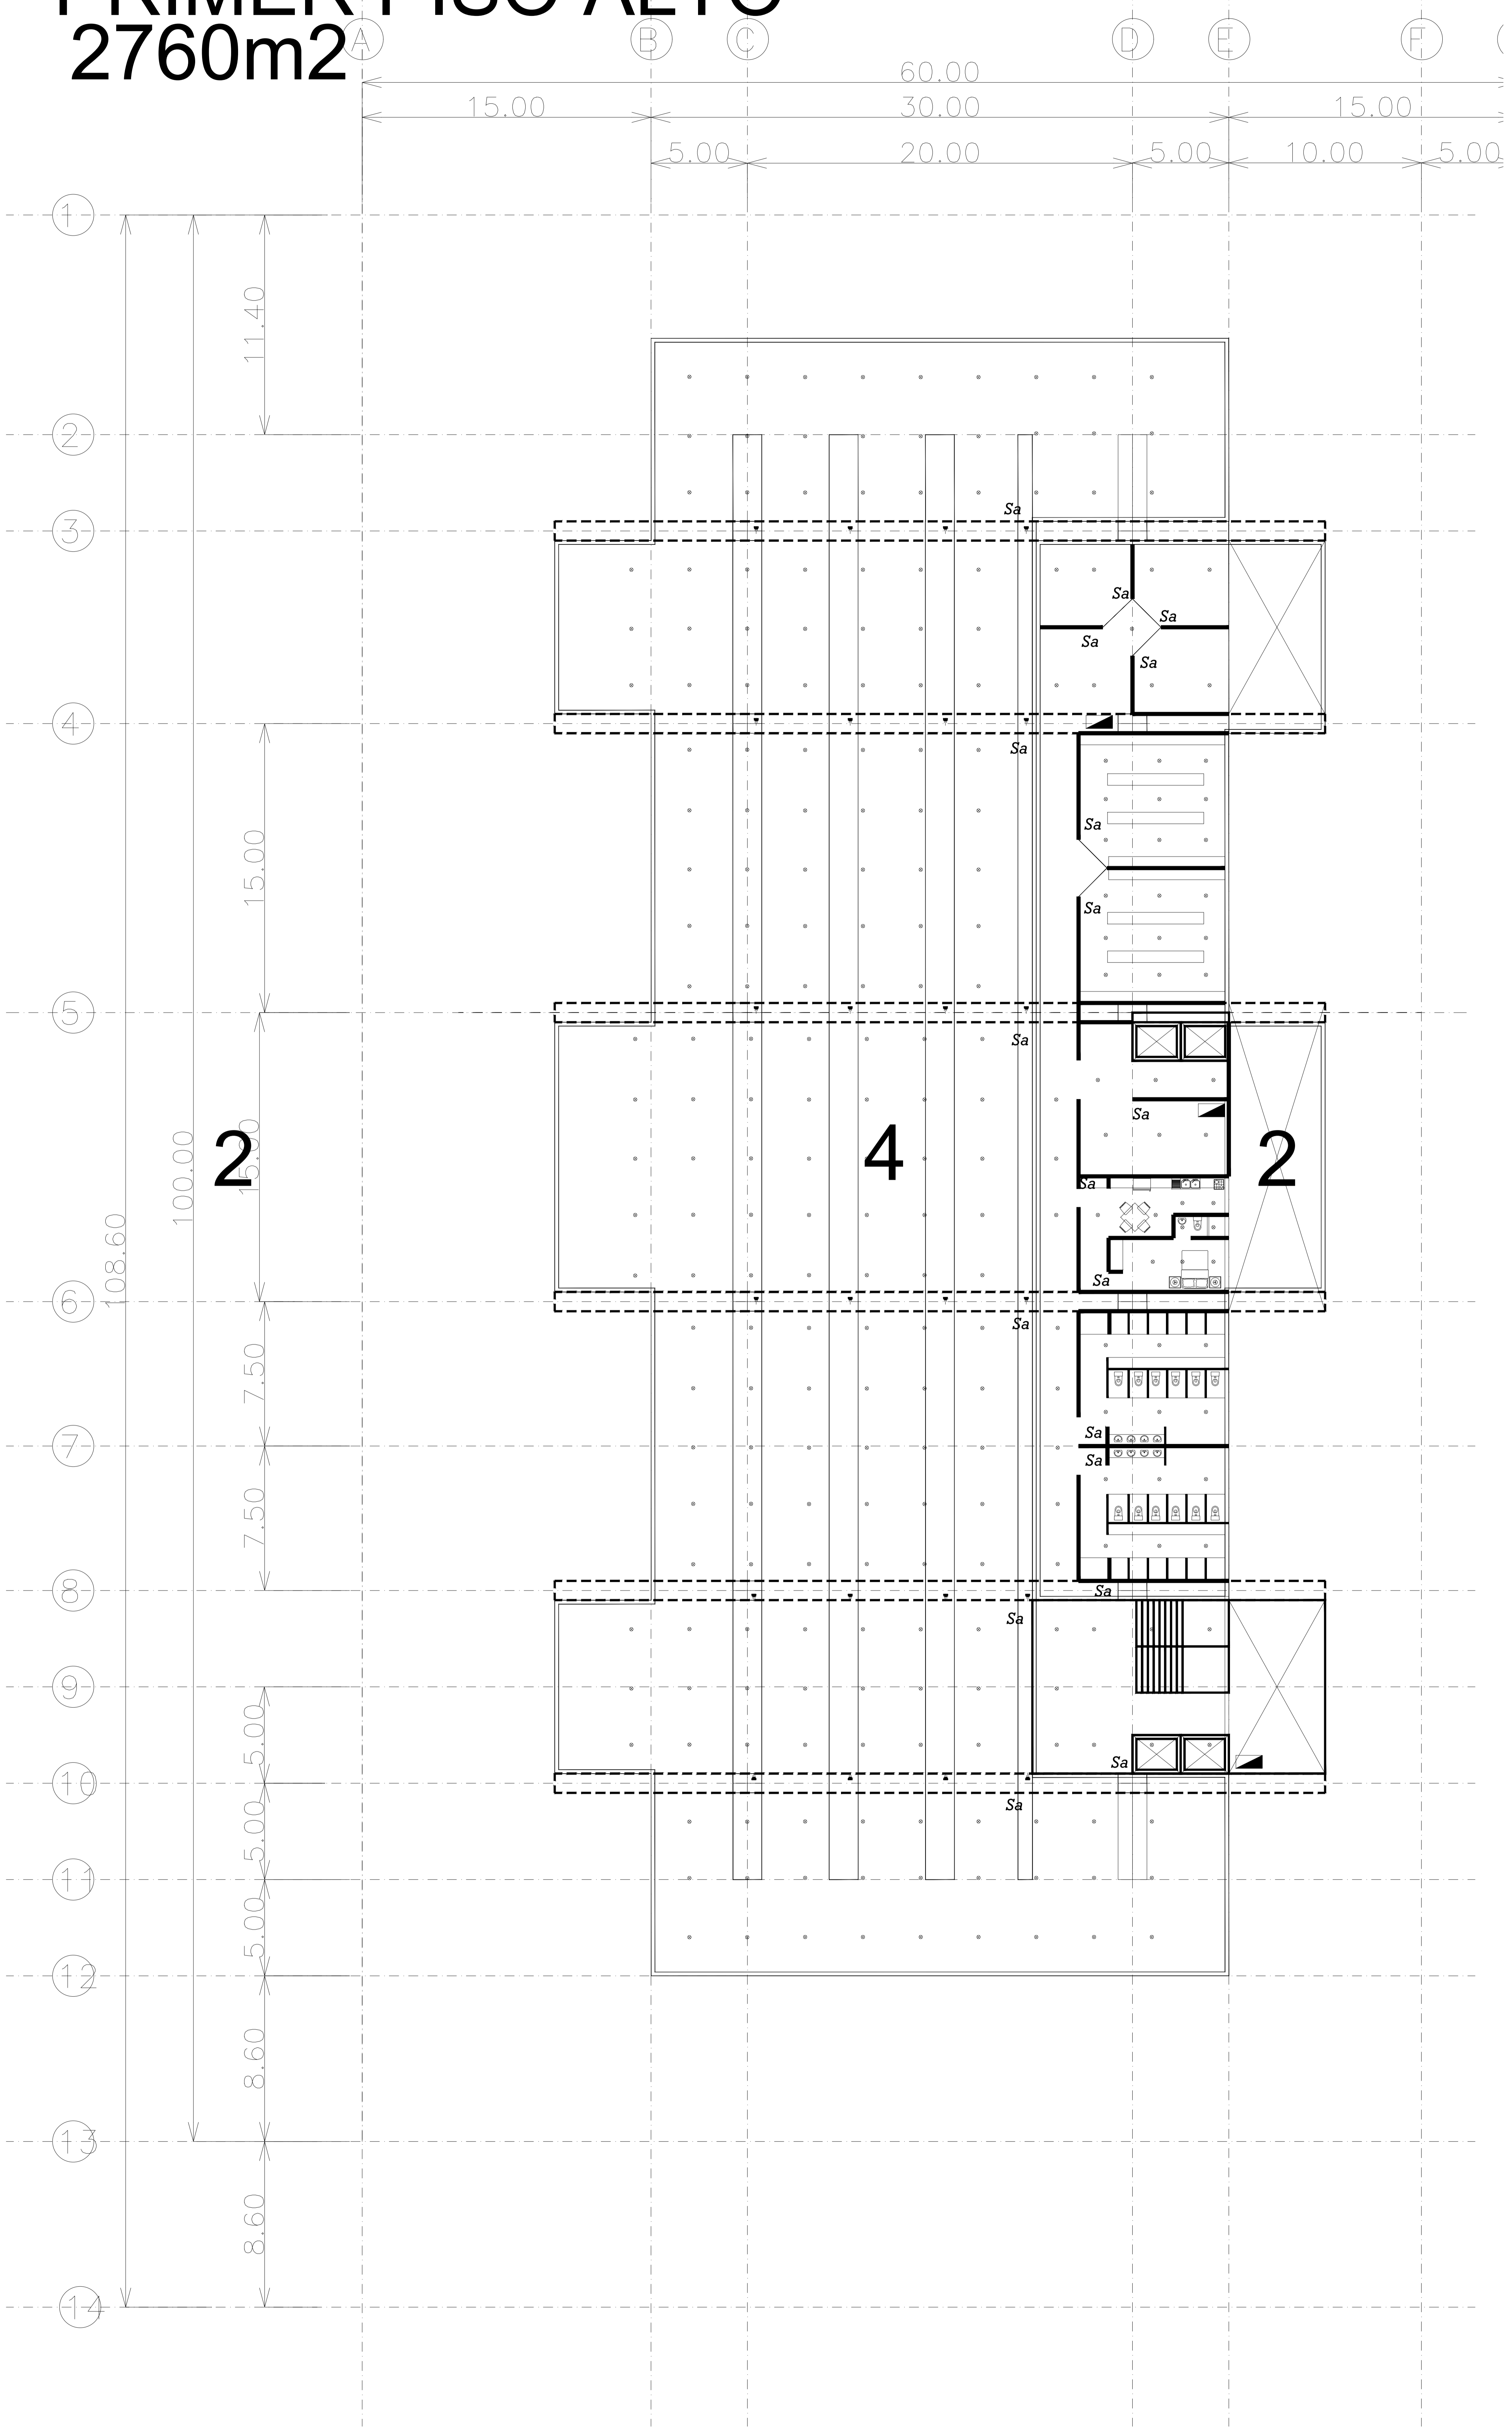 PRIMER PISO ALTO
2760m2
A
B
C
D
E
F
60.00
15.00
30.00
15.00
5.00
20.00
5.00
10.00
5.00
1
11.40
2
3
Sa
Sa
Sa
Sa
Sa
4
Sa
15.00
Sa
Sa
5
Sa
Sa
2
15.00
4
2
100.00
108.60
Sa
Sa
6
Sa
7.50
Sa
7
Sa
7.50
8
Sa
Sa
9
5.00
Sa
10
Sa
5.00
11
5.00
12
8.60
13
8.60
14